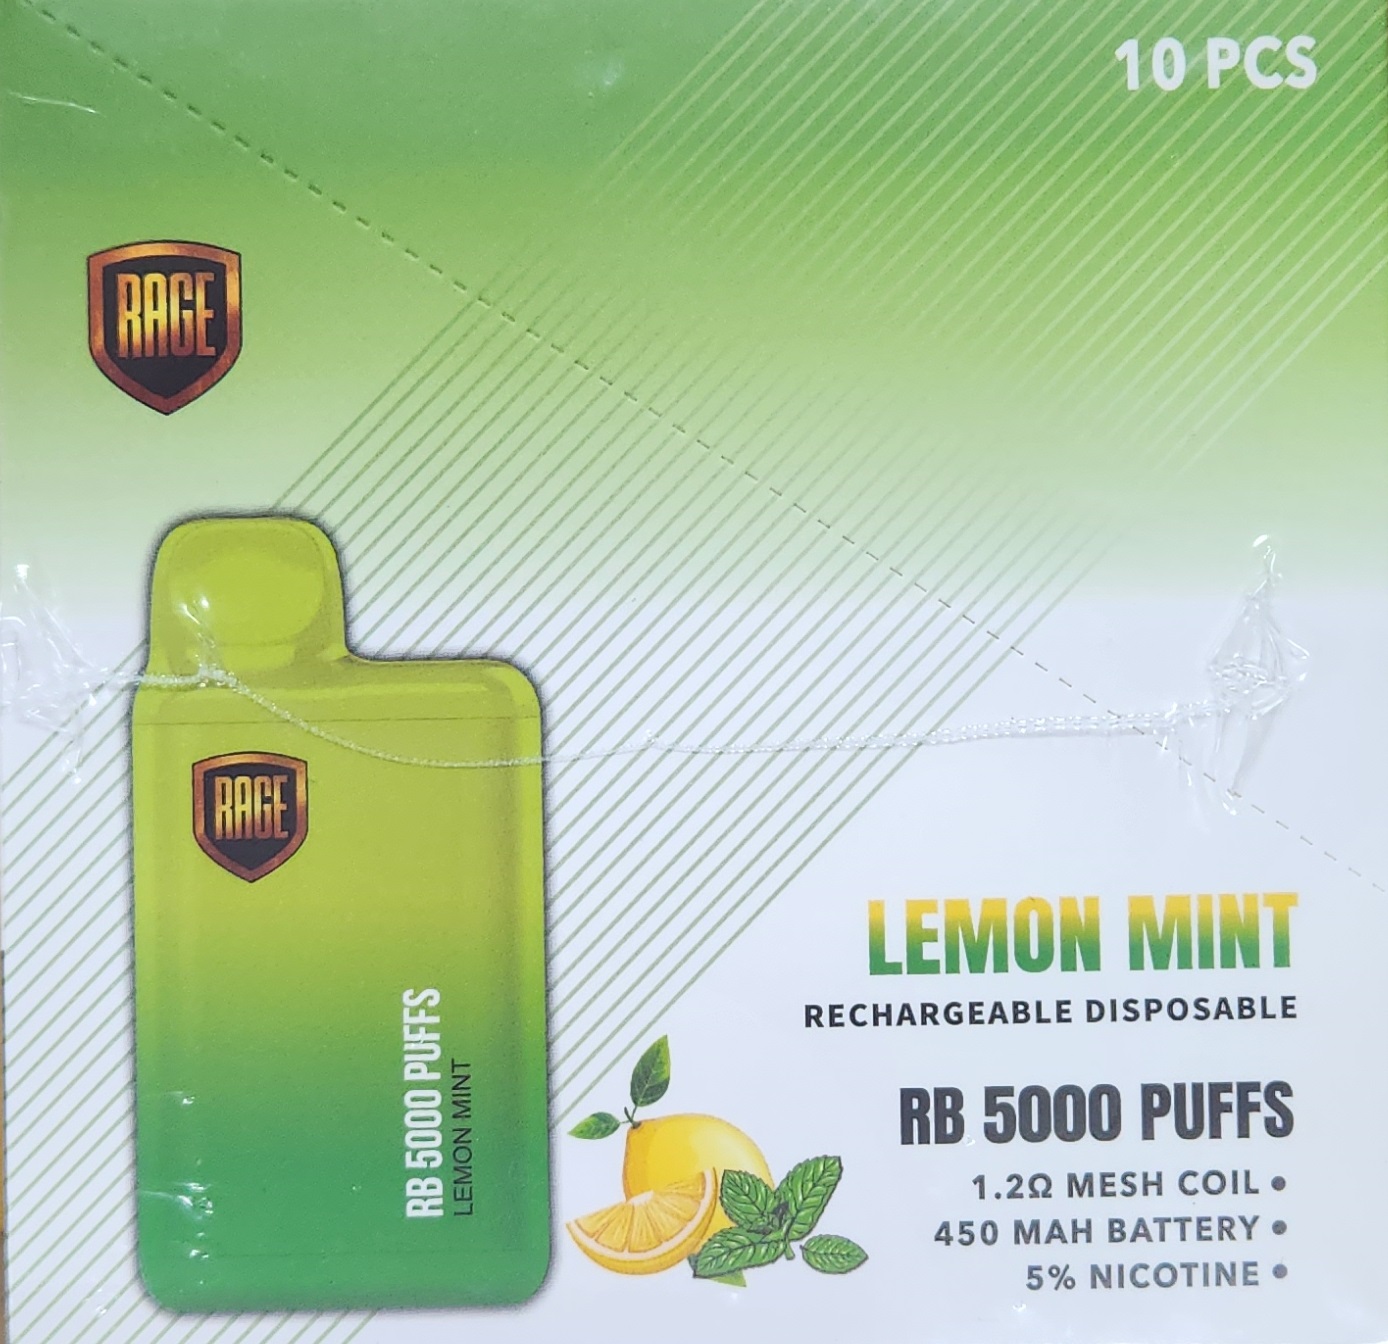 10 PCS
RAGE
RAGE
RB 5000 PUFFS
LEMON MINT
LEMON MINT
RECHARGEABLE DISPOSABLE
RB 5000 PUFFS
1.2Ω MESH COIL •
450 MAH BATTERY •
5% NICOTINE •